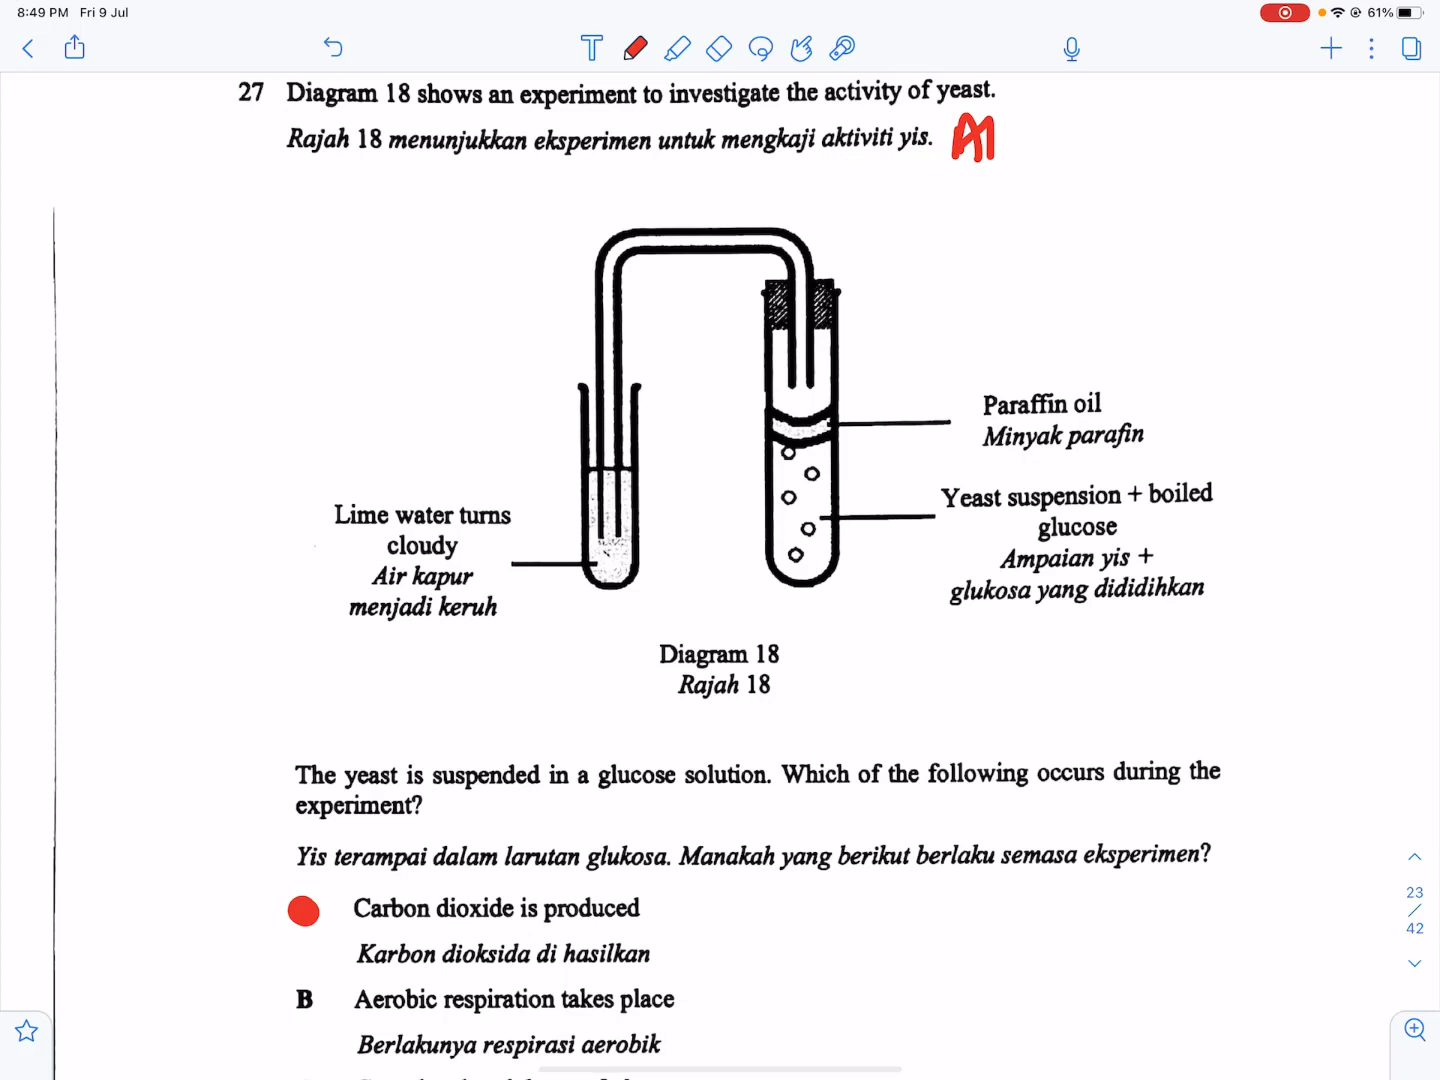 8:49 PM Fri 9 Jul
61%
27 Diagram 18 shows an experiment to investigate the activity of yeast.
Rajah 18 menunjukkan eksperimen untuk mengkaji aktiviti yis.
Paraffin oil
Minyak parafin
Yeast suspension + boiled
glucose
Ampaian yis +
glukosa yang dididihkan
Lime water turns
cloudy
Air kapur
menjadi keruh
Diagram 18
Rajah 18
The yeast is suspended in a glucose solution. Which of the following occurs during the
experiment?
Yis terampai dalam larutan glukosa. Manakah yang berikut berlaku semasa eksperimen?
Carbon dioxide is produced
Karbon dioksida di hasilkan
B Aerobic respiration takes place
Berlakunya respirasi aerobik
23
/
42